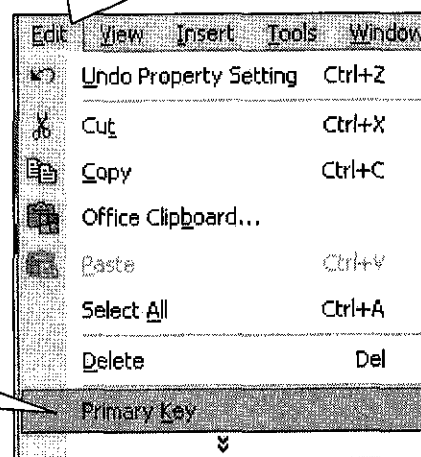 Edit View Insert Tools Window
Undo Property Setting Ctrl+Z
Cut Ctrl+X
Copy Ctrl+C
Office Clipboard...
Paste Ctrl+V
Select All Ctrl+A
Delete Del
Primary Key